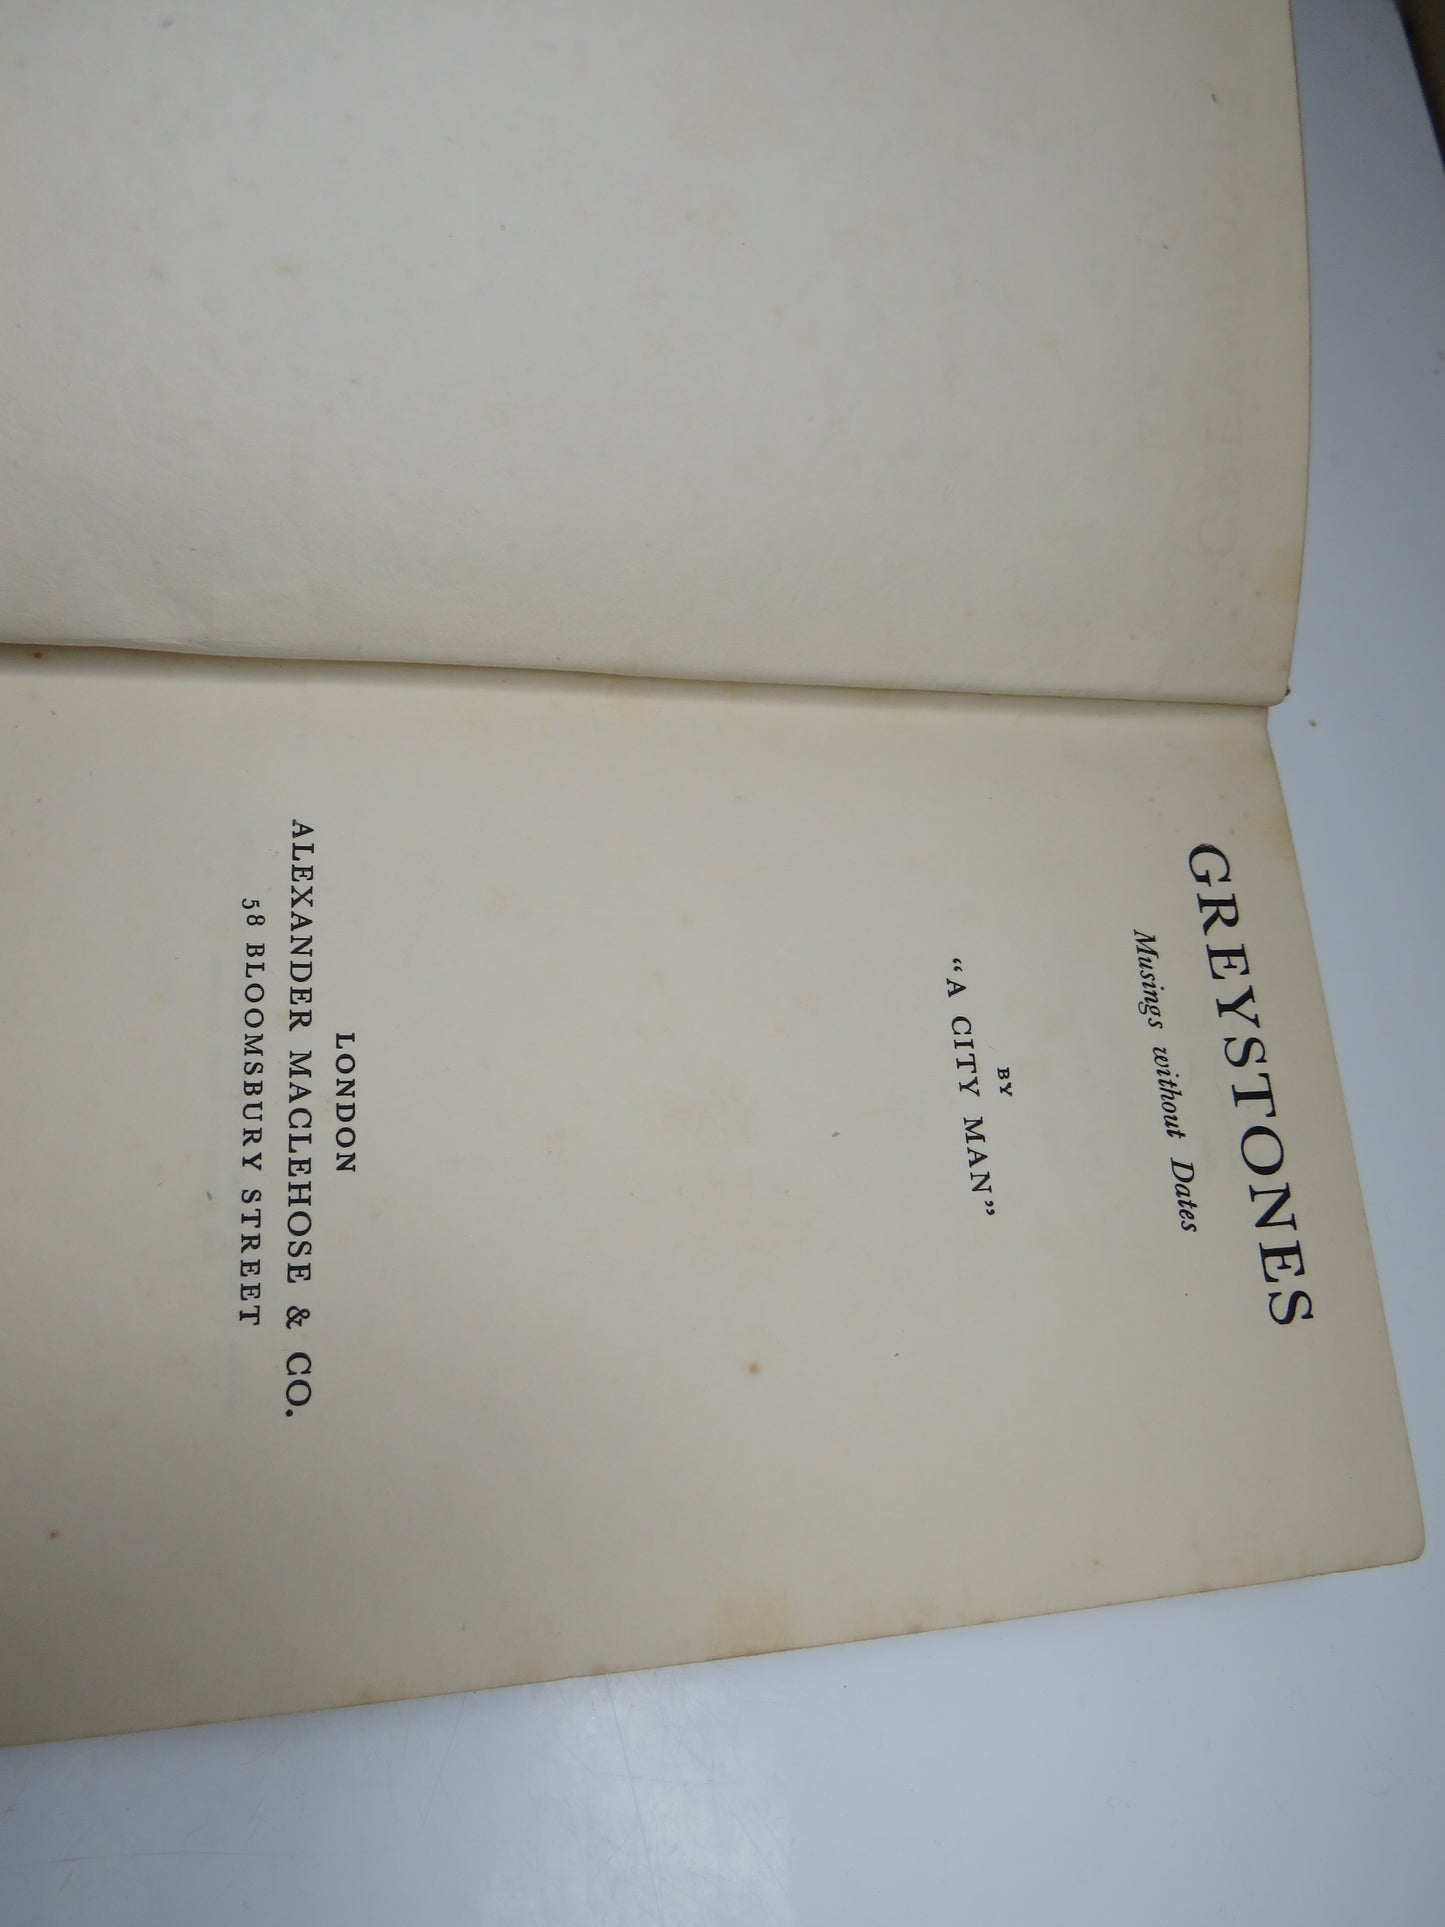 GREYSTONES
Musings without Dates
BY
“A CITY MAN”
LONDON
ALEXANDER MACLEHOSE & CO.
58 BLOOMSBURY STREET